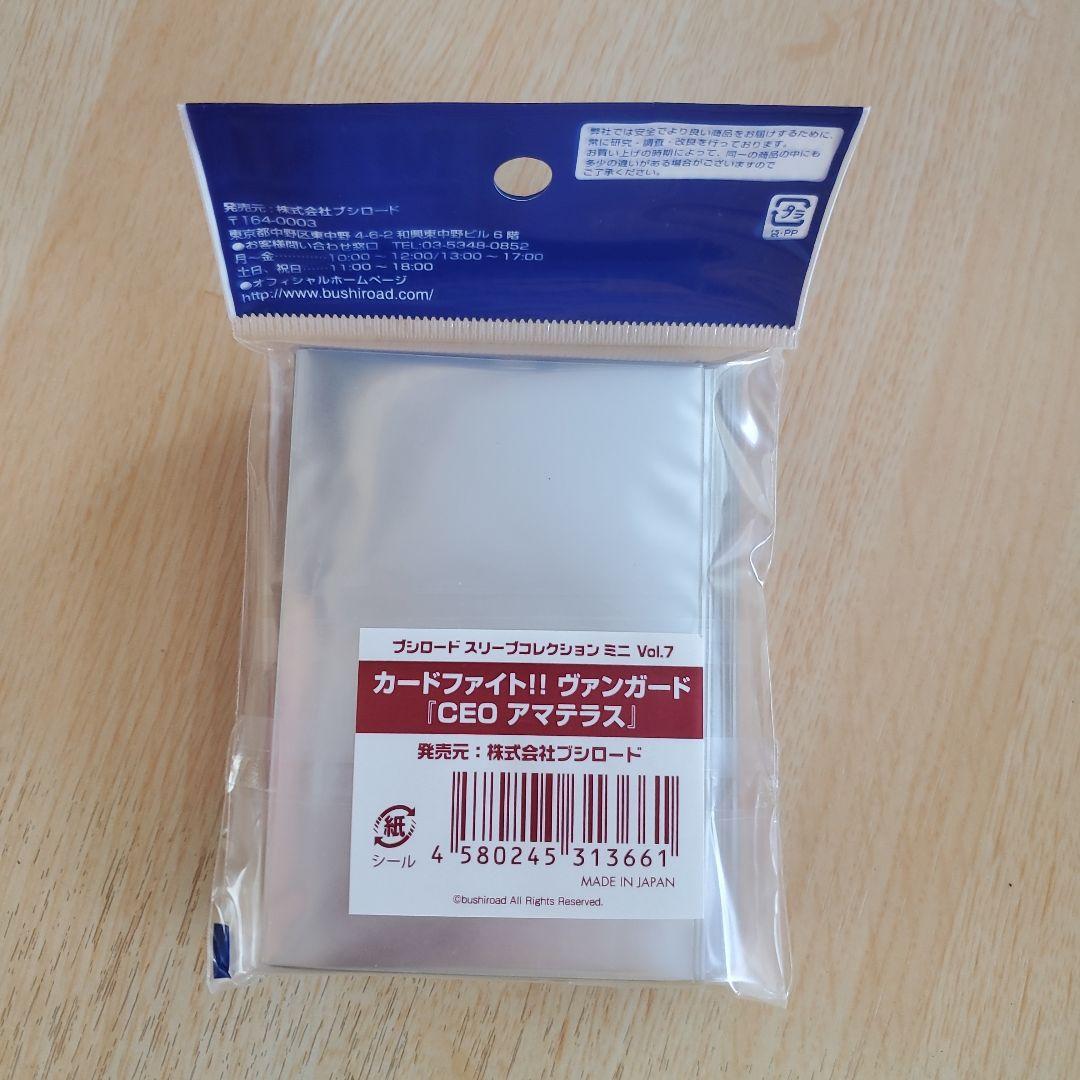 弊社では安全でより良い商品をお届けするために、
常に研究・調査・改良を行っております。
お買い上げの時期によって、同一の商品の中にも
多少の違いがある場合がございますので
ご了承ください。
プラ
袋:PP
発売元:株式会社ブシロード
〒164-0003
東京都中野区東中野 4-6-2 和興東中野ビル 6 階
●お客様問い合わせ窓口 TEL:03-5348-0852
月～金……10:00 ～ 12:00/13:00 ～ 17:00
土日、祝日……11:00 ～ 18:00
●オフィシャルホームページ
http://www.bushiroad.com/
ブシロード スリーブコレクション ミニ Vol.7
カードファイト!! ヴァンガード
『CEO アマテラス』
発売元:株式会社ブシロード
紙
シール
4 580245 313661
MADE IN JAPAN
©bushiroad All Rights Reserved.